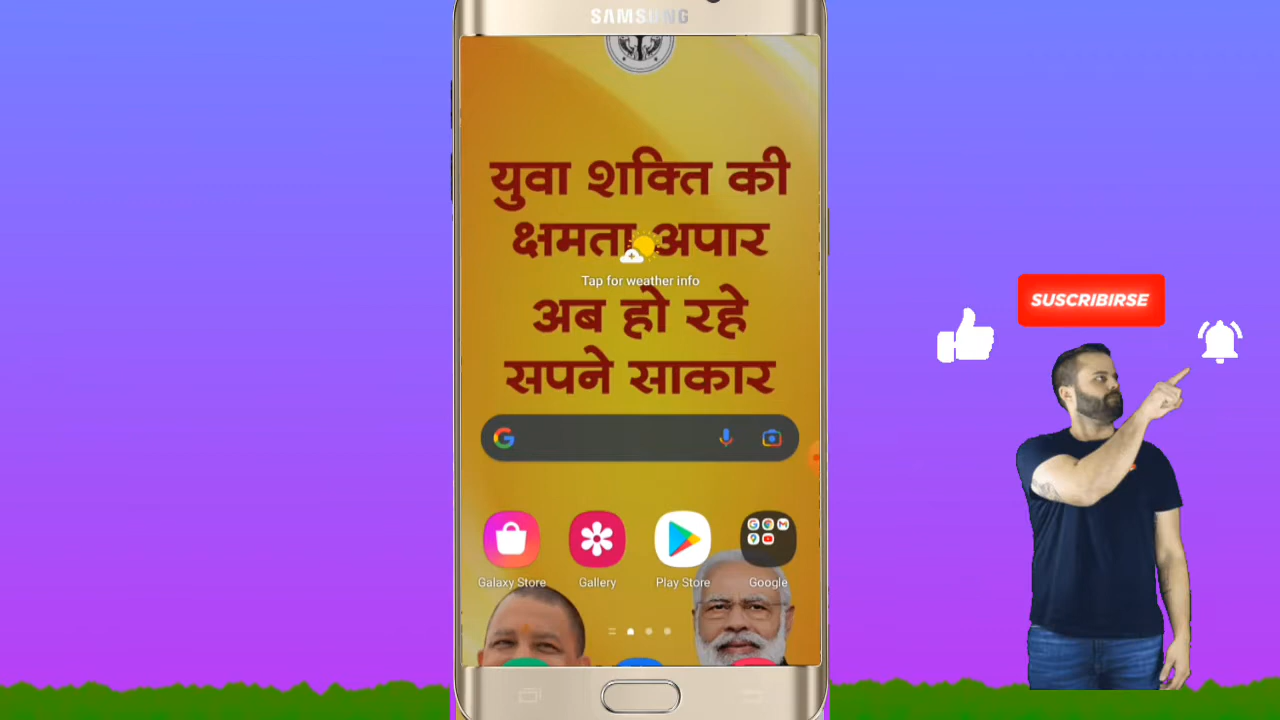 SAMSUNG
युवा शक्ति की
क्षमता अपार
Tap for weather info
अब हो रहे
सपने साकार
Galaxy Store
Gallery
Play Store
Google
SUSCRIBIRSE